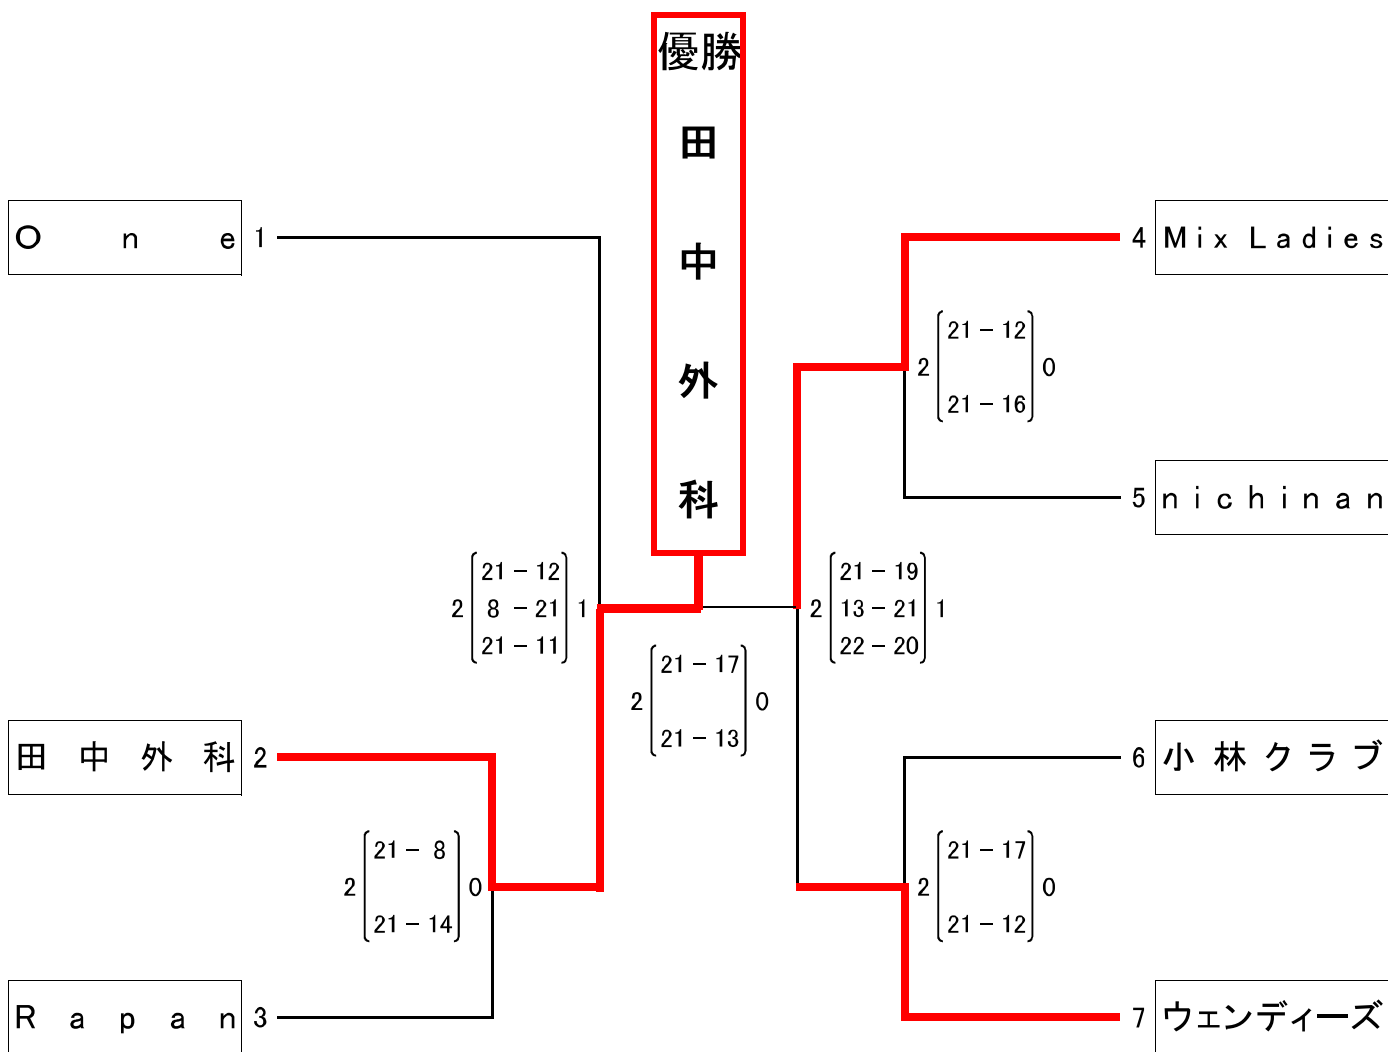 優勝
田中外科
One 1
4 Mix Ladies
21－12
2 0
21－16
5 nichinan
21－12
2 8－21 1
21－11
21－19
2 13－21 1
22－20
21－17
2 0
21－13
田中外科 2
6 小林クラブ
21－8
2 0
21－14
21－17
2 0
21－12
Rapan 3
7 ウェンディーズ